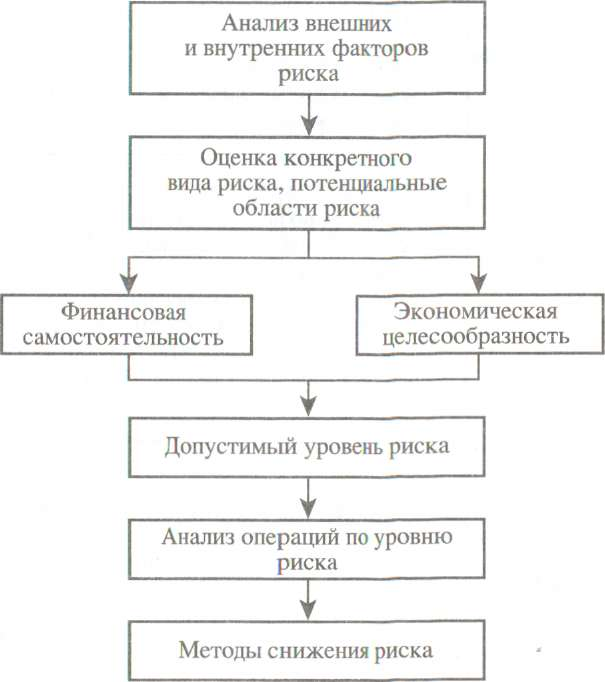 Анализ внешних
и внутренних факторов
риска
Оценка конкретного
вида риска, потенциальные
области риска
Финансовая
самостоятельность
Экономическая
целесообразность
Допустимый уровень риска
Анализ операций по уровню
риска
Методы снижения риска